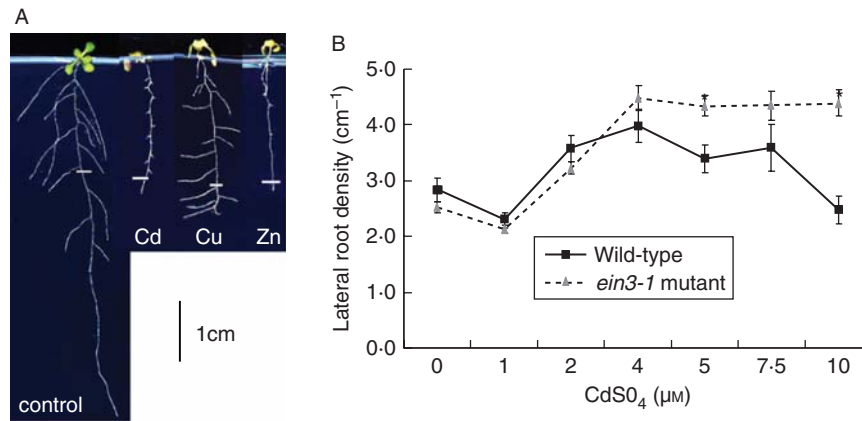 A
control
Cd
Cu
Zn
1cm
B
Lateral root density (cm⁻¹)
5·0
4·0
3·0
2·0
1·0
0·0
* *
Wild-type
ein3-1 mutant
0 1 2 4 5 7·5 10
CdS0₄ (μM)